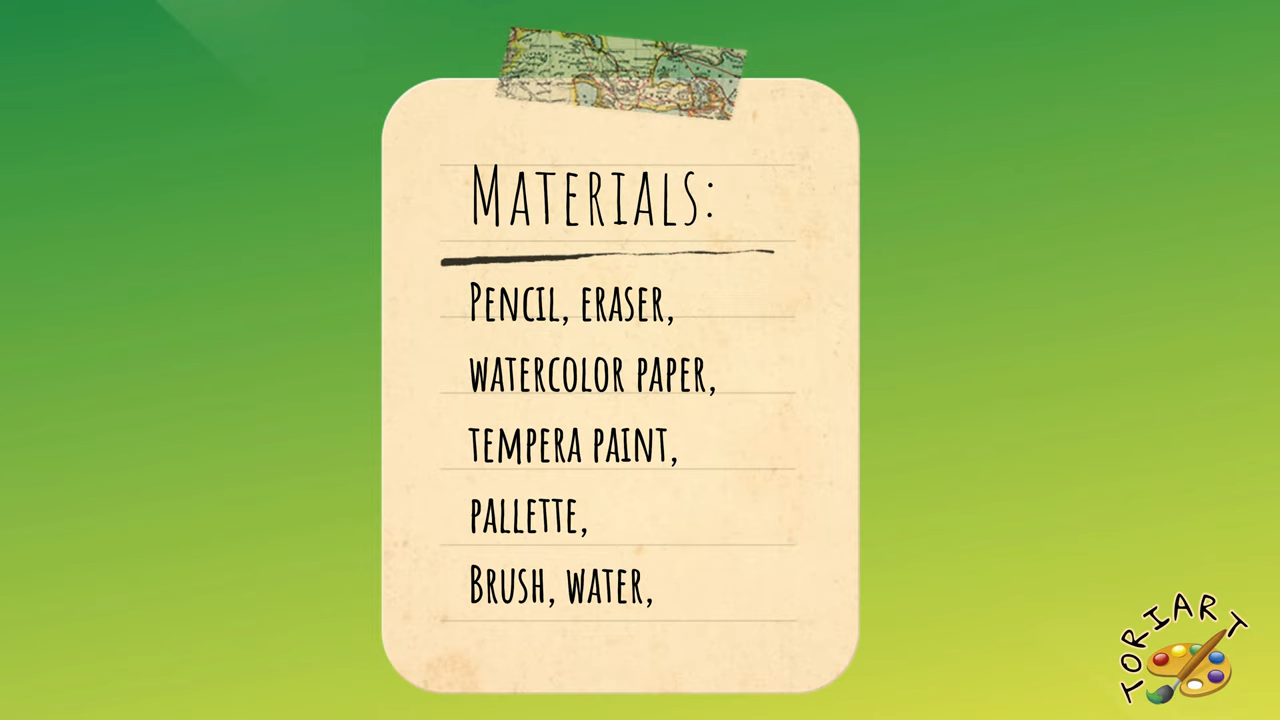 Materials:
Pencil, eraser,
watercolor paper,
tempera paint,
pallette,
Brush, water,
TORIART